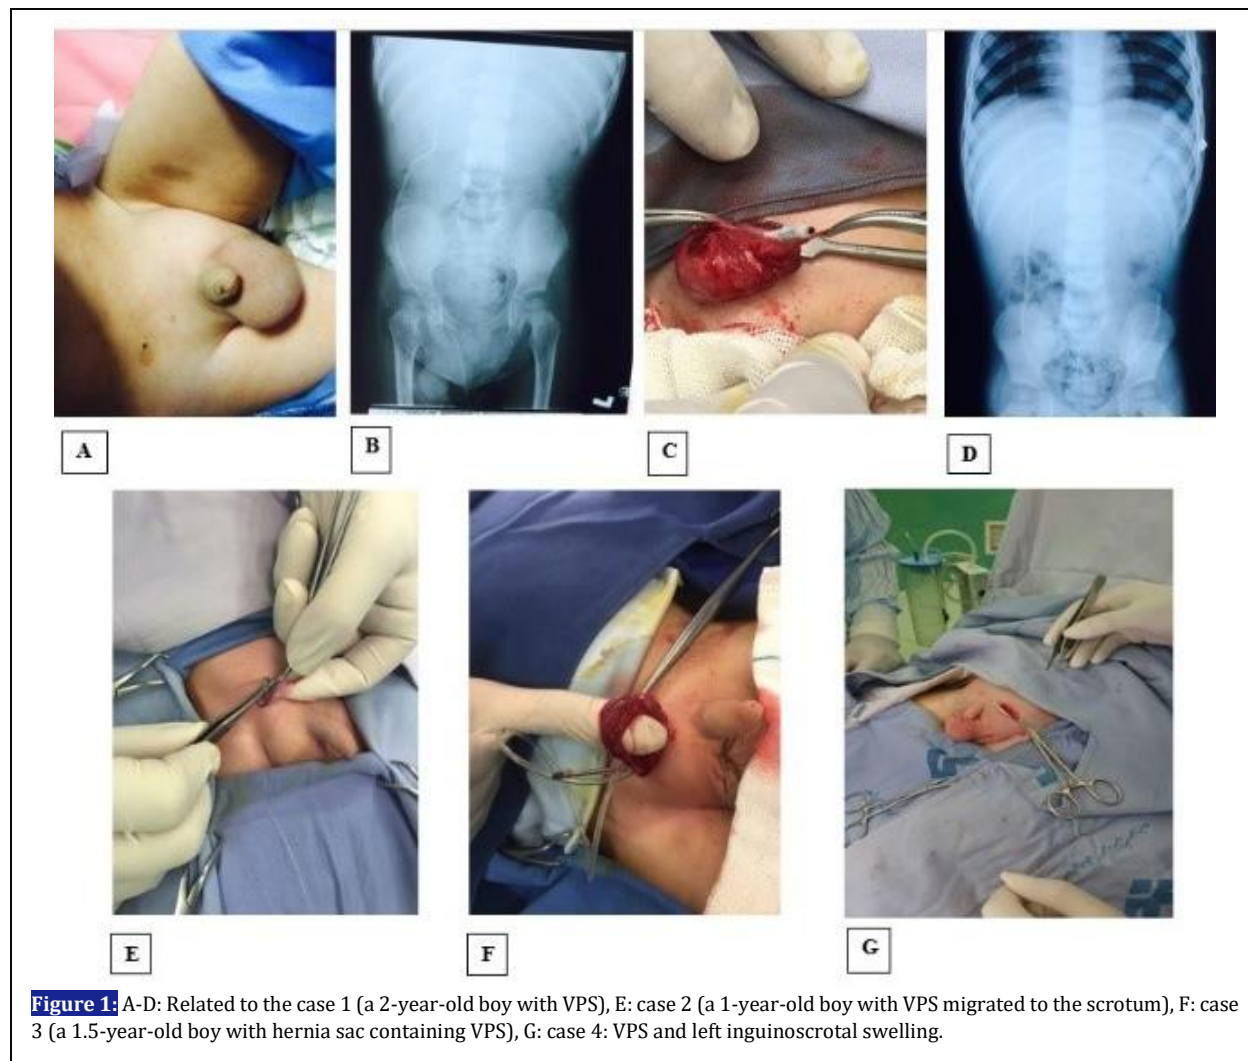 A
B
C
D
L
E
F
G
Figure 1: A-D: Related to the case 1 (a 2-year-old boy with VPS), E: case 2 (a 1-year-old boy with VPS migrated to the scrotum), F: case
3 (a 1.5-year-old boy with hernia sac containing VPS), G: case 4: VPS and left inguinoscrotal swelling.